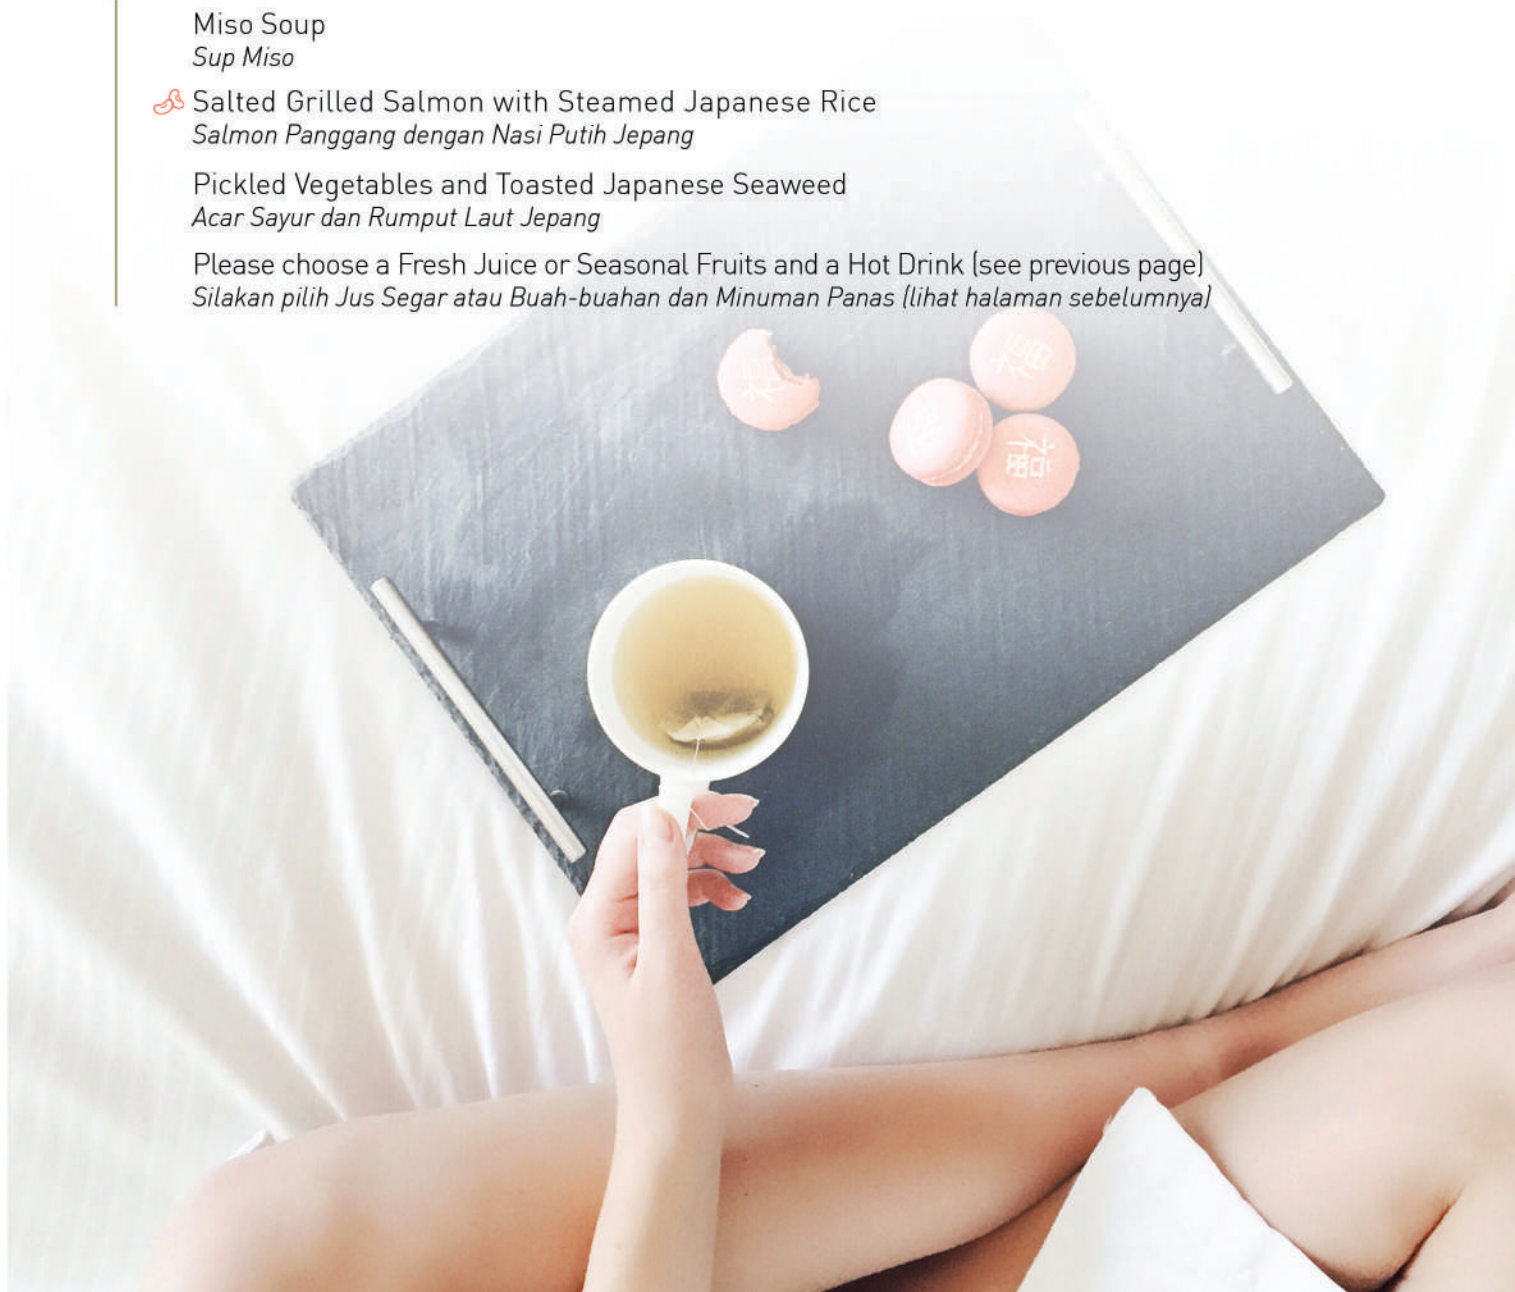 Miso Soup
Sup Miso
Salted Grilled Salmon with Steamed Japanese Rice
Salmon Panggang dengan Nasi Putih Jepang
Pickled Vegetables and Toasted Japanese Seaweed
Acar Sayur dan Rumput Laut Jepang
Please choose a Fresh Juice or Seasonal Fruits and a Hot Drink (see previous page)
Silakan pilih Jus Segar atau Buah-buahan dan Minuman Panas (lihat halaman sebelumnya)
福
福